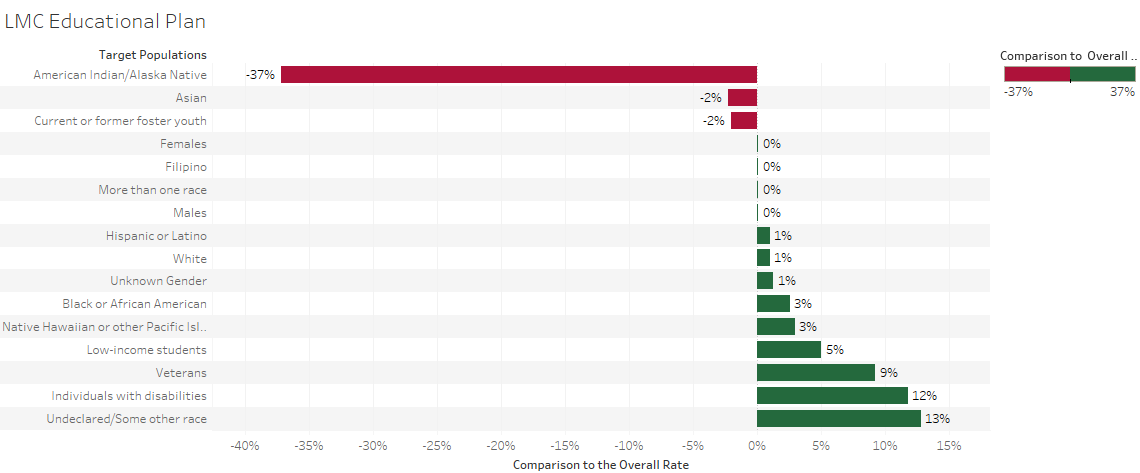 LMC Educational Plan
Target Populations
Comparison to Overall ..
-37% 37%
American Indian/Alaska Native -37%
Asian -2%
Current or former foster youth -2%
Females 0%
Filipino 0%
More than one race 0%
Males 0%
Hispanic or Latino 1%
White 1%
Unknown Gender 1%
Black or African American 3%
Native Hawaiian or other Pacific Isl.. 3%
Low-income students 5%
Veterans 9%
Individuals with disabilities 12%
Undeclared/Some other race 13%
-40% -35% -30% -25% -20% -15% -10% -5% 0% 5% 10% 15%
Comparison to the Overall Rate